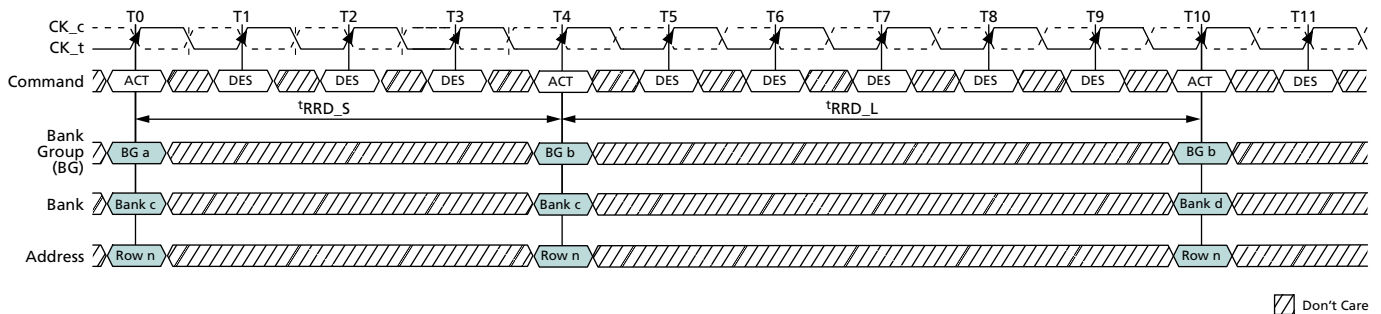 T0 T1 T2 T3 T4 T5 T6 T7 T8 T9 T10 T11
CK_c
CK_t
Command ACT DES DES DES ACT DES DES DES DES DES ACT DES
tRRD_S tRRD_L
Bank
Group
(BG)
BG a BG b BG b
Bank Bank c Bank c Bank d
Address Row n Row n Row n
Don't Care